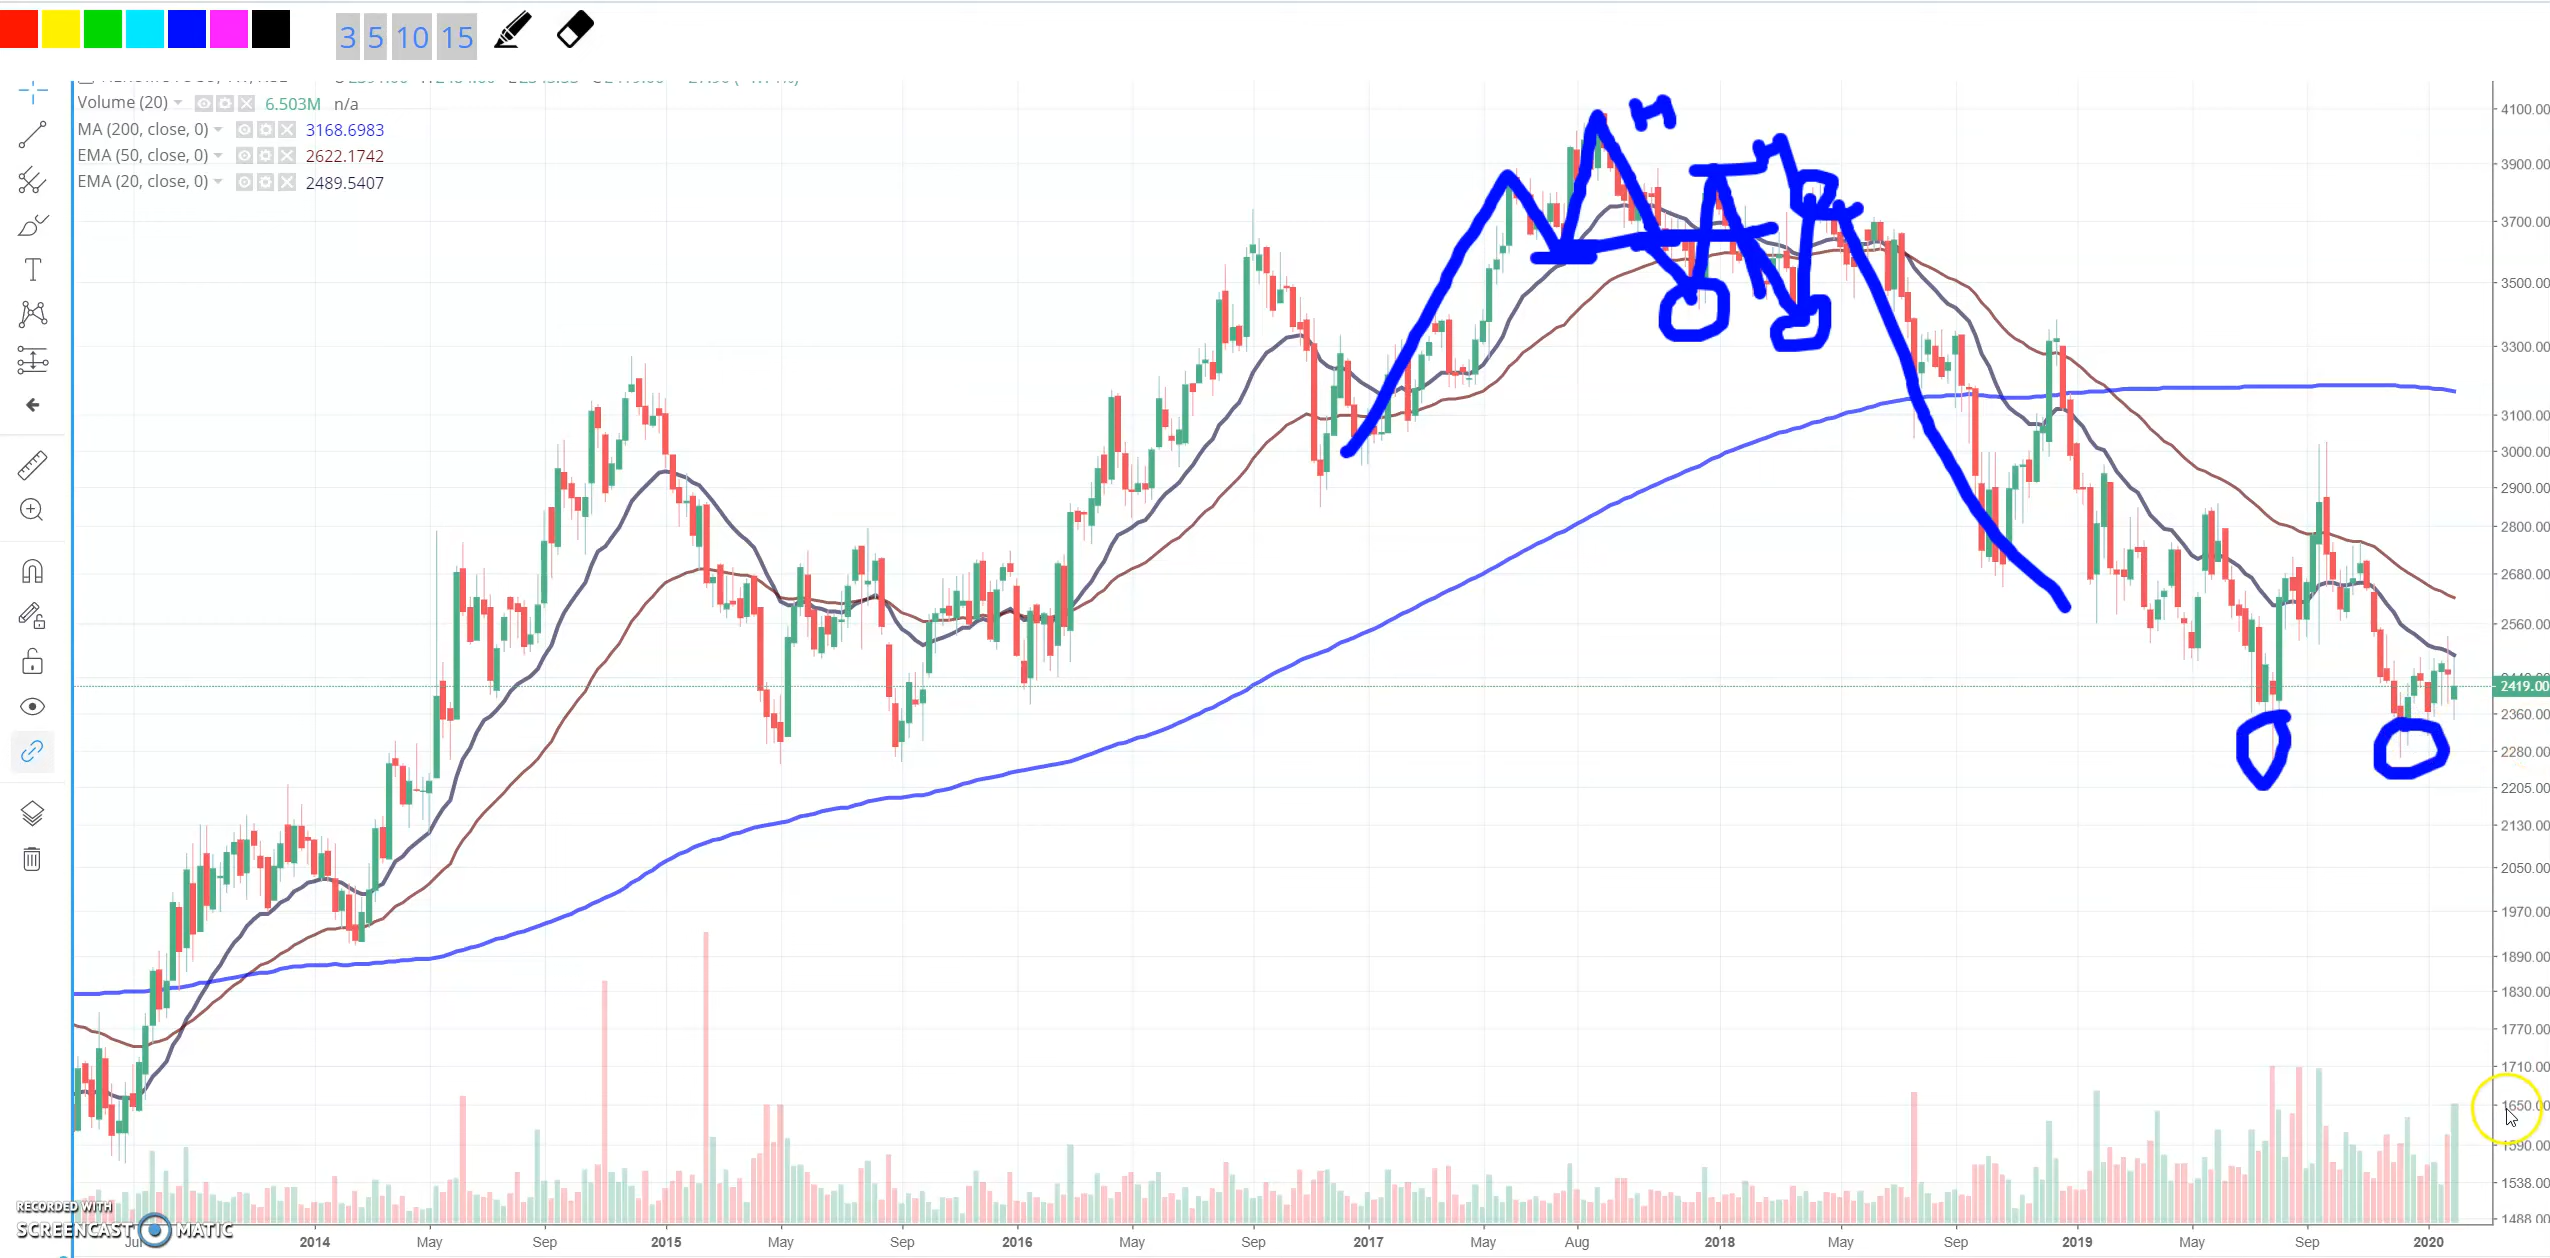 3 5 10 15
Volume (20) 6.503M n/a
MA (200, close, 0) 3168.6983
EMA (50, close, 0) 2622.1742
EMA (20, close, 0) 2489.5407
H
T
4100.00
3900.00
3700.00
3500.00
3300.00
3100.00
3000.00
2900.00
2800.00
2680.00
2560.00
2419.00
2360.00
2280.00
2205.00
2130.00
2050.00
1970.00
1890.00
1830.00
1770.00
1710.00
1650.00
1590.00
1538.00
1488.00
RECORDED WITH
SCREENCAST MATIC
2014 May Sep 2015 May Sep 2016 May Sep 2017 May Aug 2018 May Sep 2019 May Sep 2020